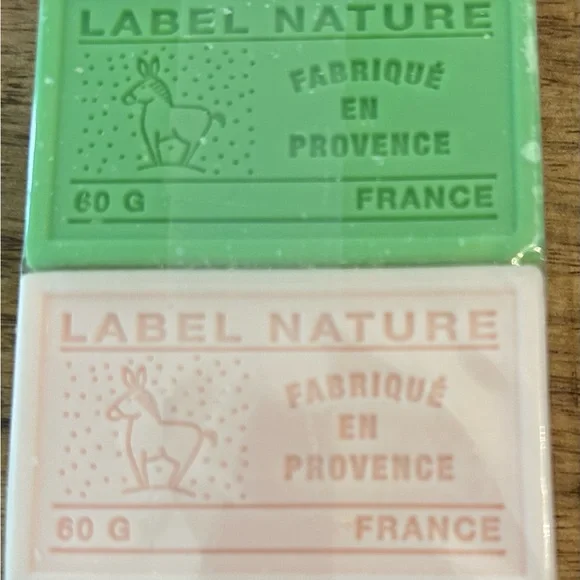 LABEL NATURE
FABRIQUÉ
EN
PROVENCE
60 G FRANCE
LABEL NATURE
FABRIQUÉ
EN
PROVENCE
60 G FRANCE